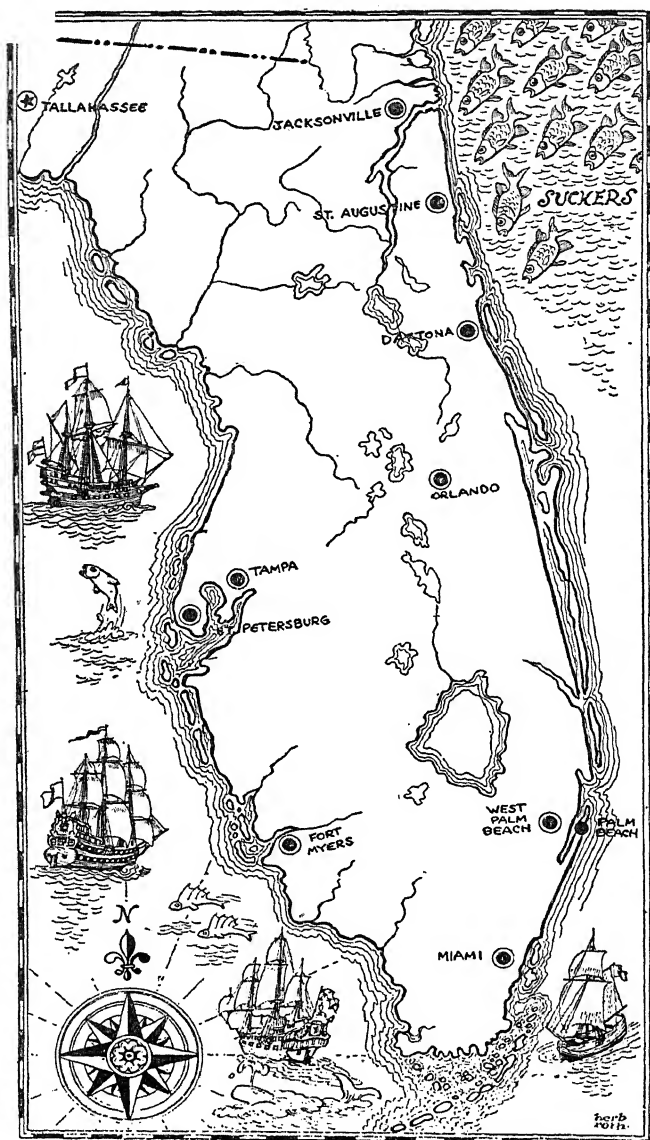 TALLAHASSEE
JACKSONVILLE
ST. AUGUSTINE
SUCKERS
DAYTONA
ORLANDO
TAMPA
ST. PETERSBURG
WEST
PALM
BEACH
PALM
BEACH
FORT
MYERS
N
MIAMI
herb
roth.